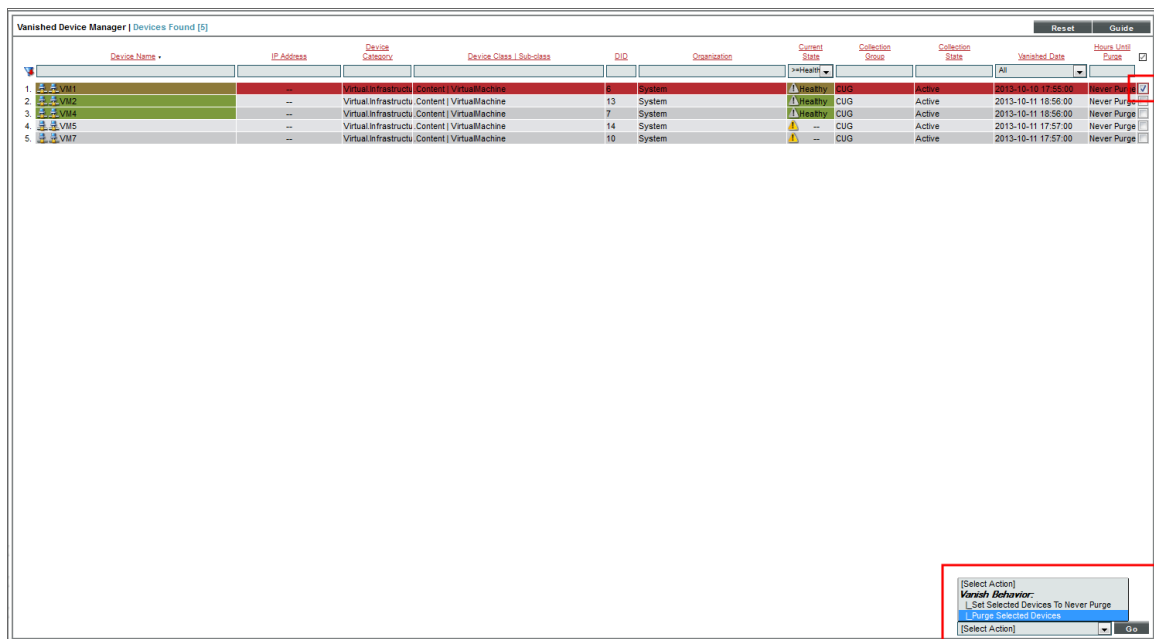 Vanished Device Manager | Devices Found [5]
Reset Guide
Device Name IP Address Device Category Device Class | Sub-class DID Organization Current State Collection Group Collection State Vanished Date Hours Until Purge
>=Health All
1. VM1 -- Virtual.Infrastructu Content | VirtualMachine 6 System Healthy CUG Active 2013-10-10 17:55:00 Never Purge
2. VM2 -- Virtual.Infrastructu Content | VirtualMachine 13 System Healthy CUG Active 2013-10-11 18:56:00 Never Purge
3. VM4 -- Virtual.Infrastructu Content | VirtualMachine 7 System Healthy CUG Active 2013-10-11 18:56:00 Never Purge
4. VM5 -- Virtual.Infrastructu Content | VirtualMachine 14 System -- CUG Active 2013-10-11 17:57:00 Never Purge
5. VM7 -- Virtual.Infrastructu Content | VirtualMachine 10 System -- CUG Active 2013-10-11 17:57:00 Never Purge
[Select Action]
Vanish Behavior:
|_Set Selected Devices To Never Purge
|_Purge Selected Devices
[Select Action] Go